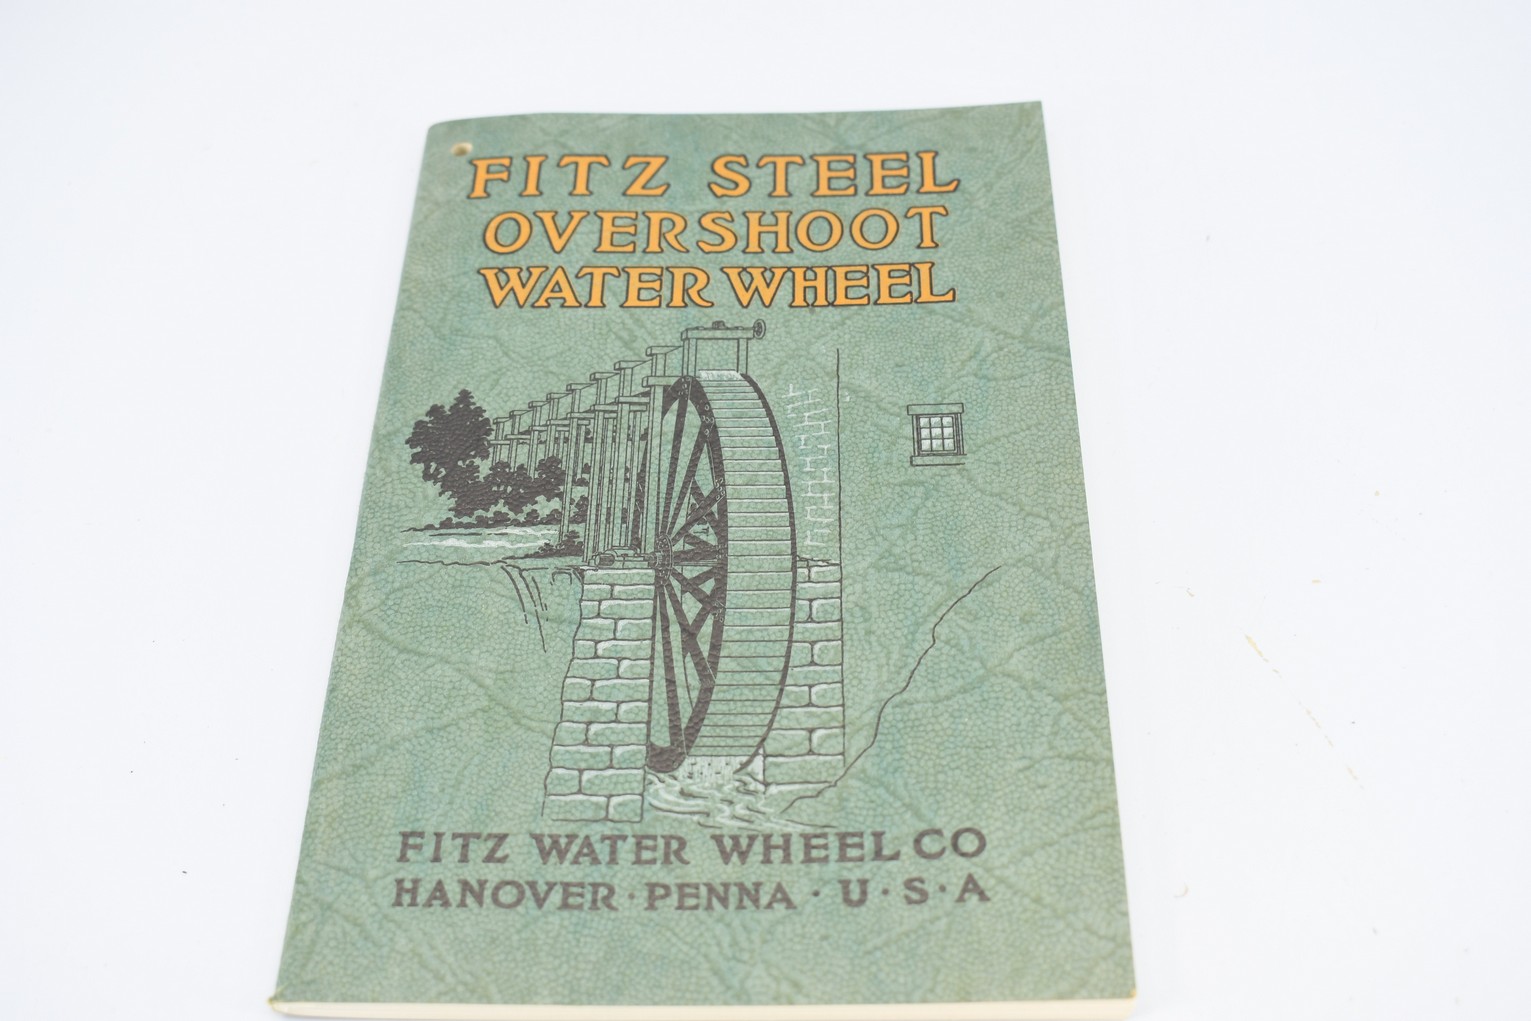 FITZ STEEL
OVERSHOOT
WATER WHEEL
FITZ WATER WHEEL CO
HANOVER · PENNA · U · S · A